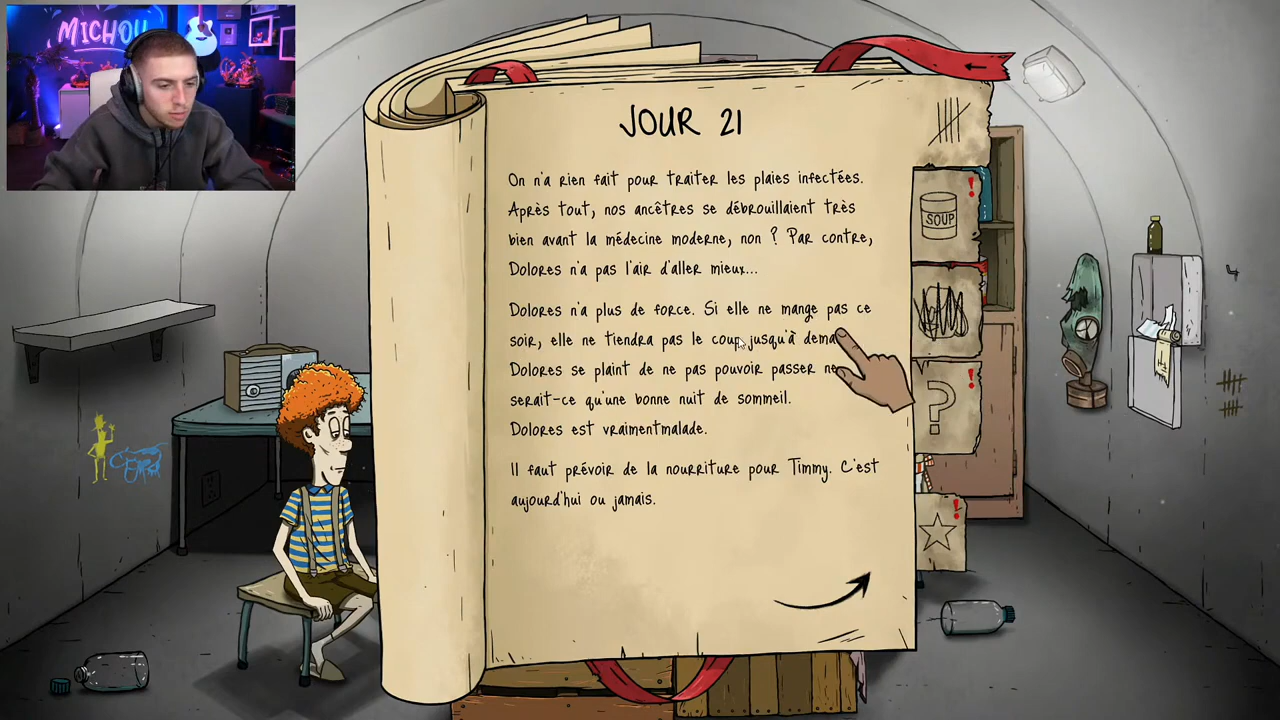 MICHOU
JOUR 21
On n'a rien fait pour traiter les plaies infectées.
Après tout, nos ancêtres se débrouillaient très
bien avant la médecine moderne, non ? Par contre,
Dolores n'a pas l'air d'aller mieux...
Dolores n'a plus de force. Si elle ne mange pas ce
soir, elle ne tiendra pas le coup jusqu'à
Dolores se plaint de ne pas pouvoir passer
serait-ce qu'une bonne nuit de sommeil.
Dolores est vraimentmalade.
Il faut prévoir de la nourriture pour Timmy. C'est
aujourd'hui ou jamais.
!
SOUP
!
?
!